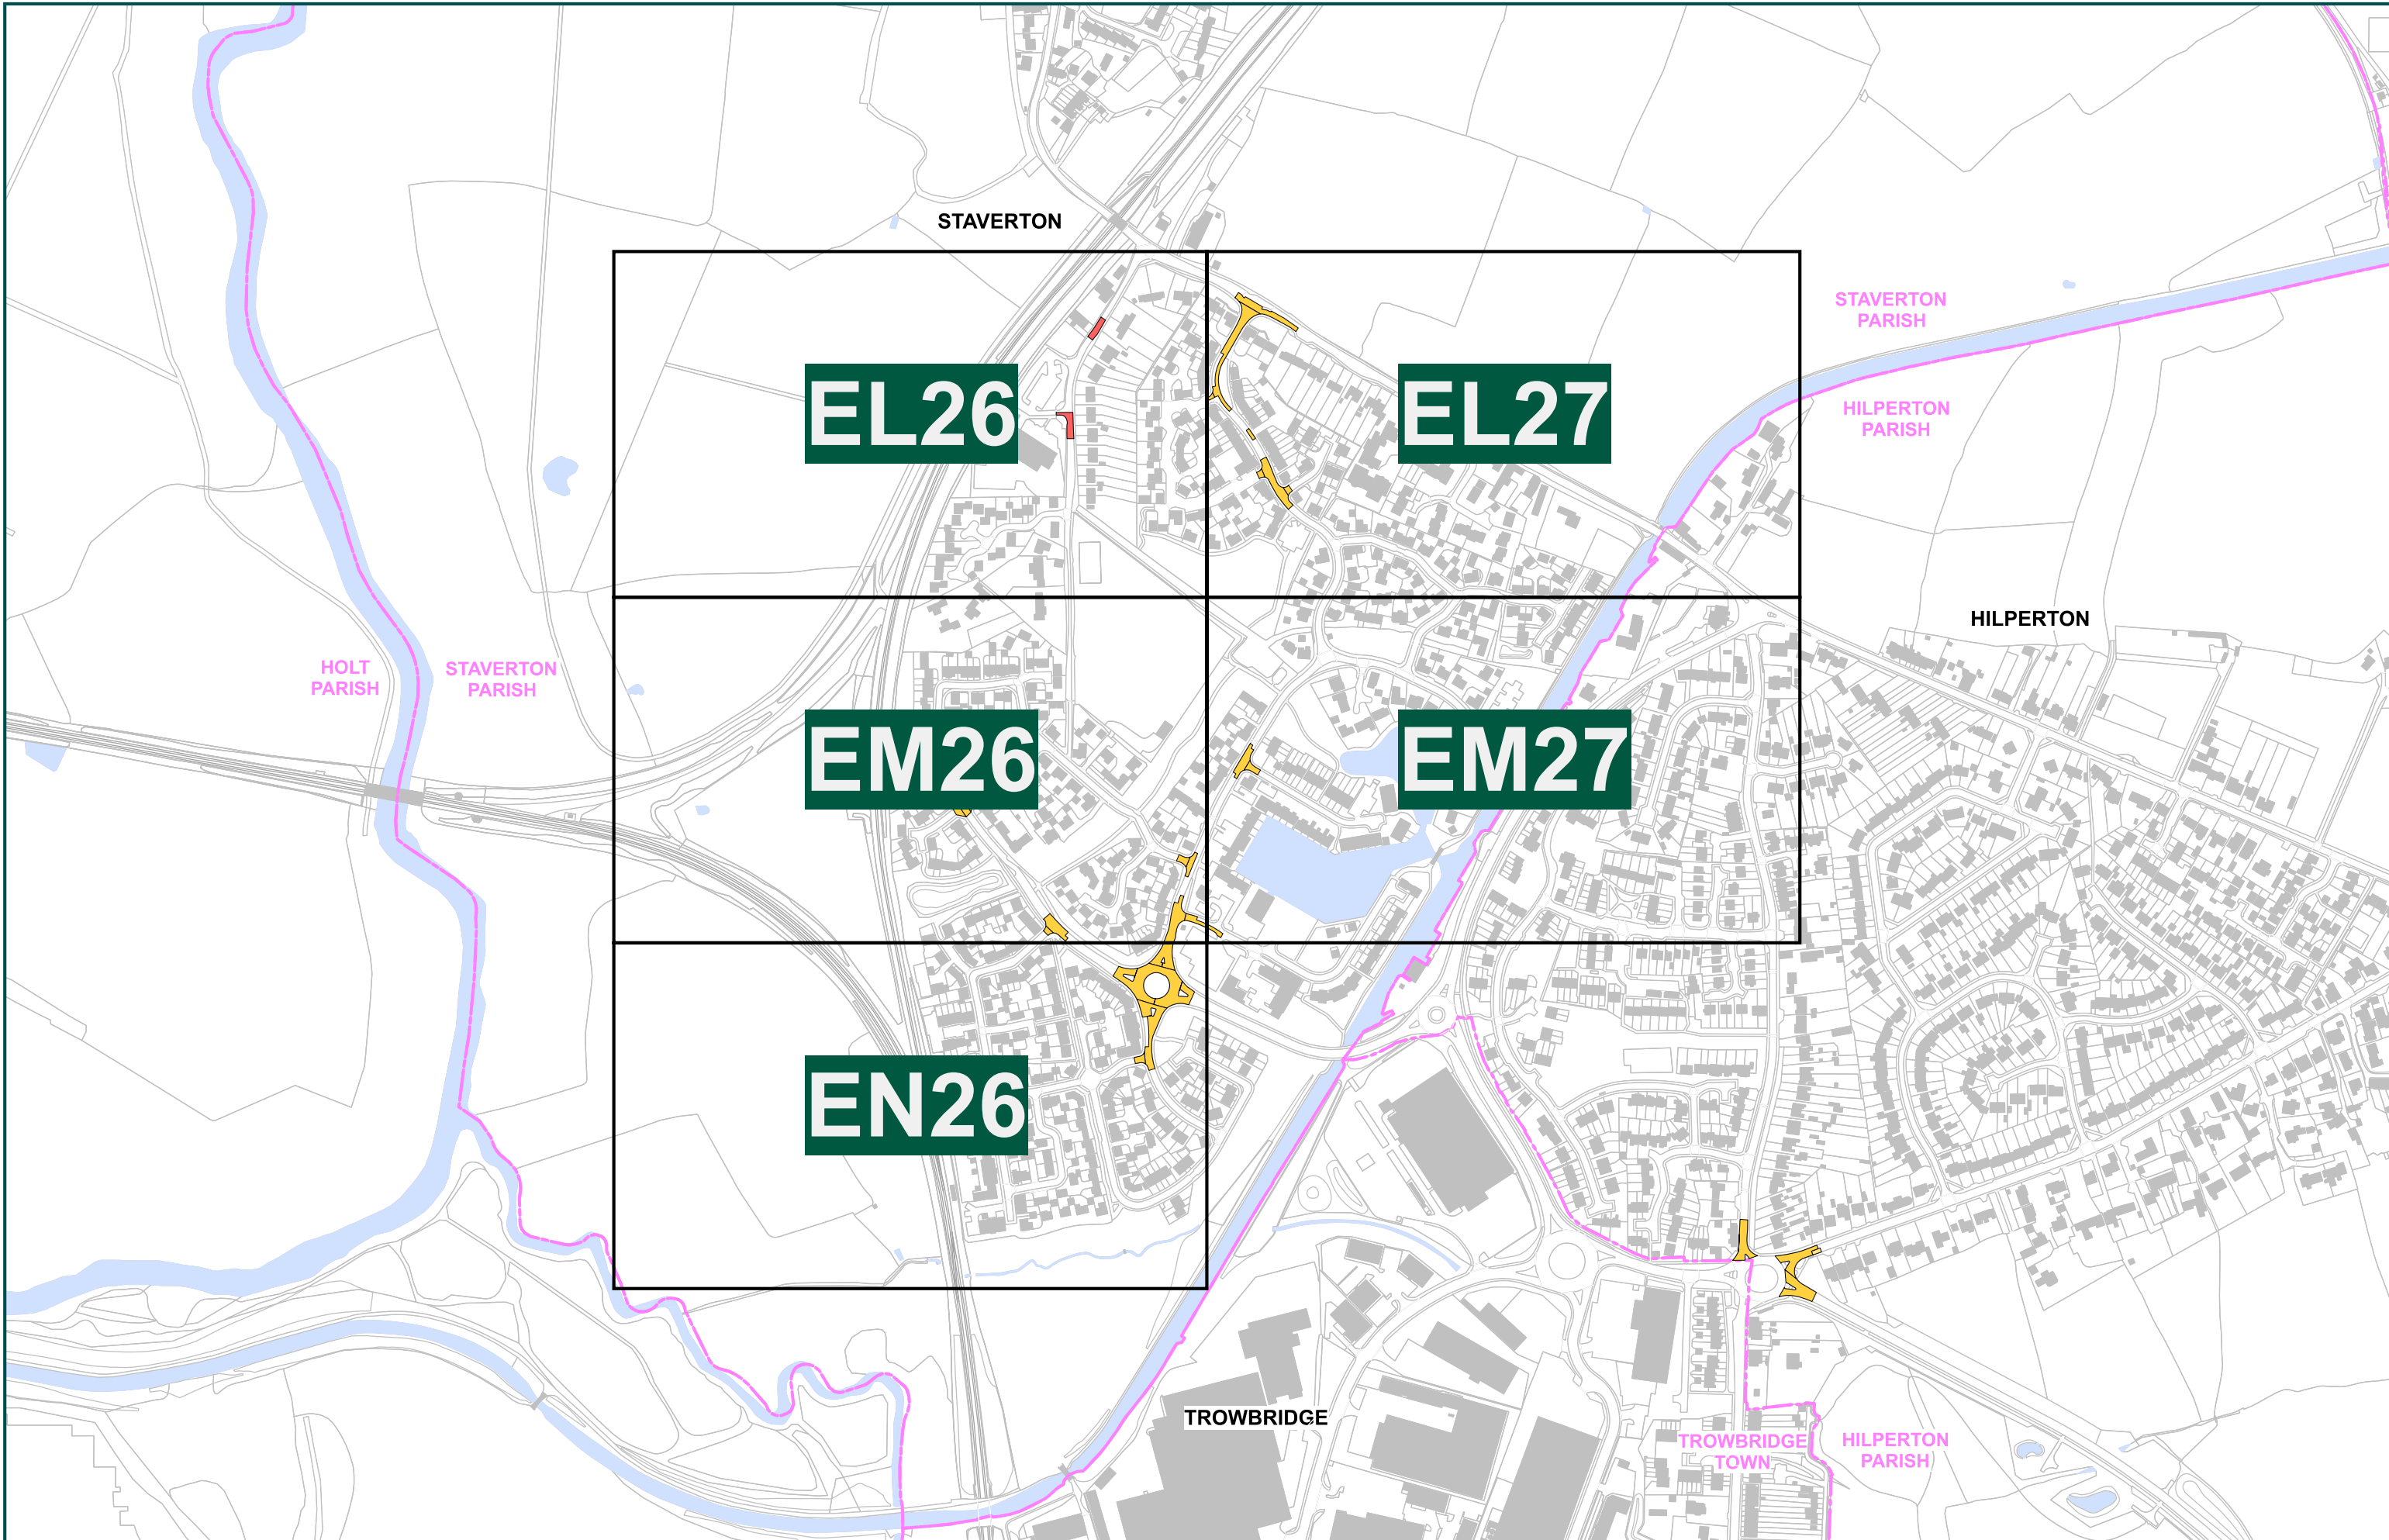 STAVERTON
STAVERTON
PARISH
EL26
EL27
HILPERTON
PARISH
HILPERTON
HOLT
PARISH
STAVERTON
PARISH
EM26
EM27
EN26
TROWBRIDGE
TROWBRIDGE
TOWN
HILPERTON
PARISH